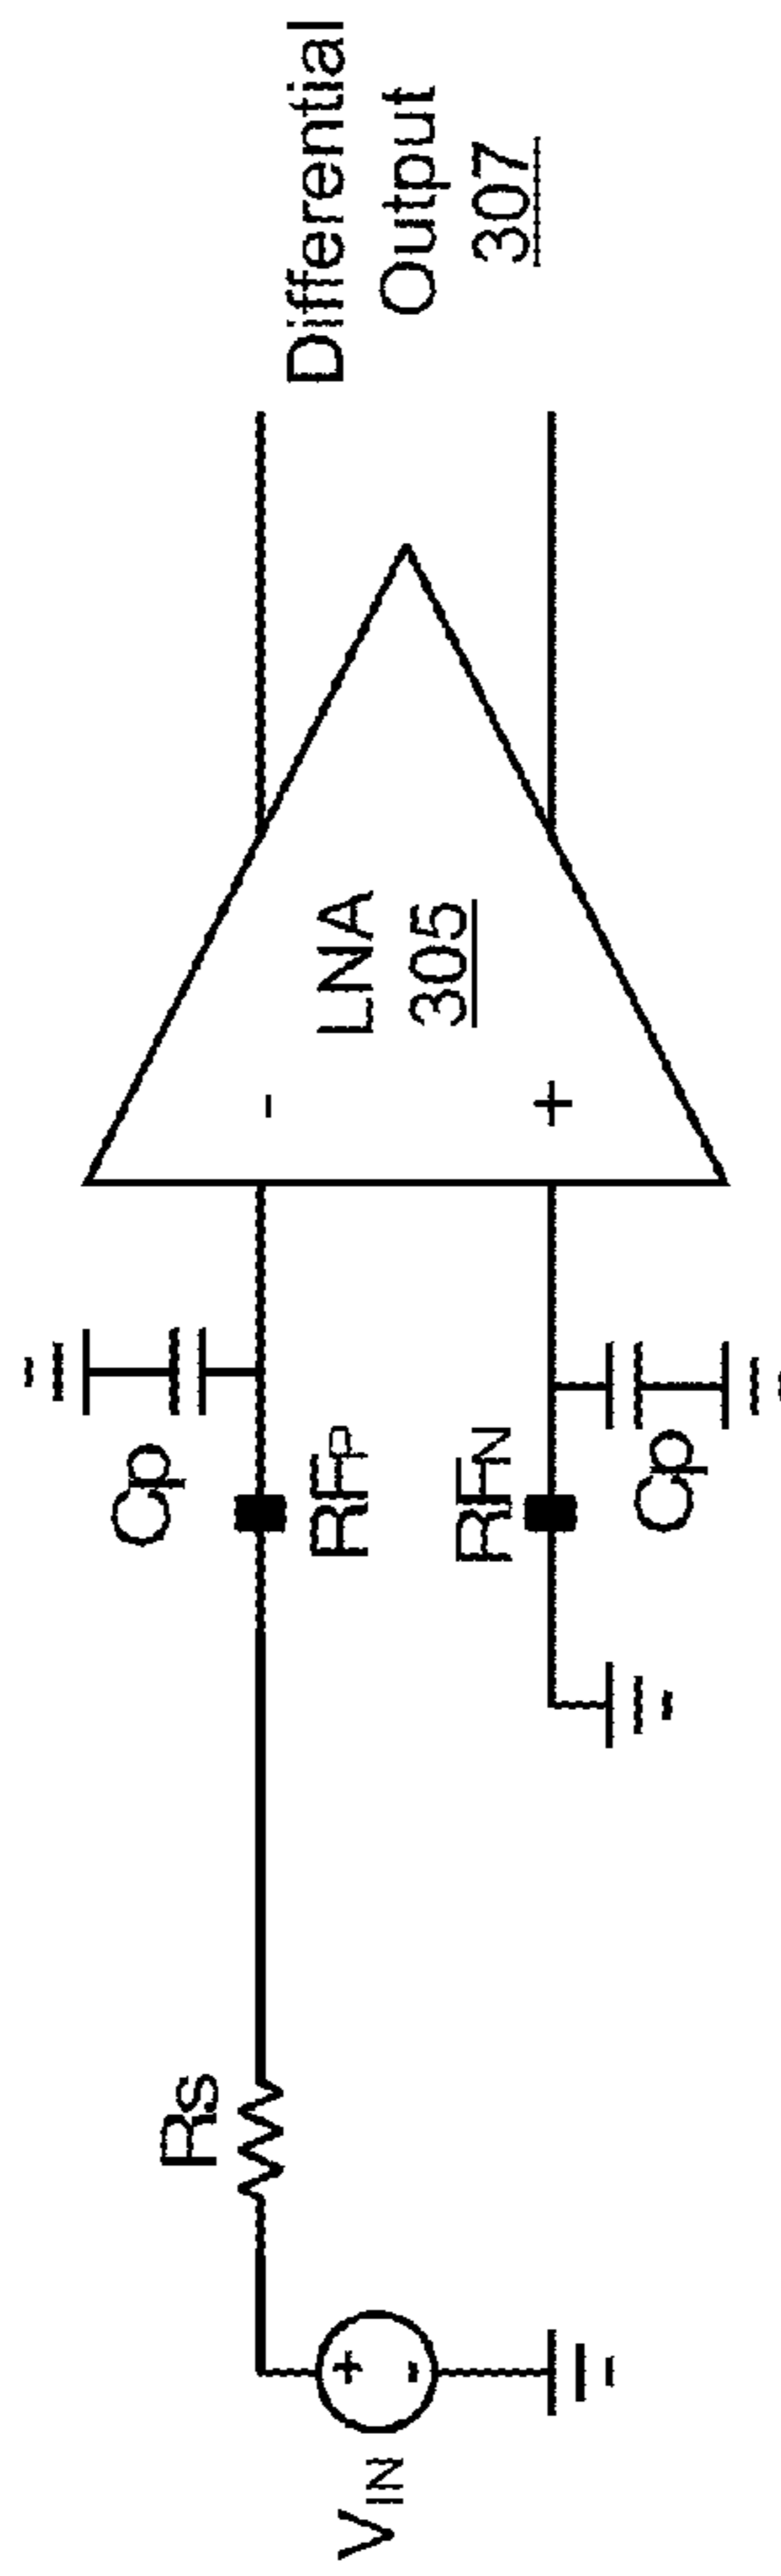 Differential
Output
307
LNA
305
-
+
Cp
RFP
RFN
Cp
Rs
+
-
VIN